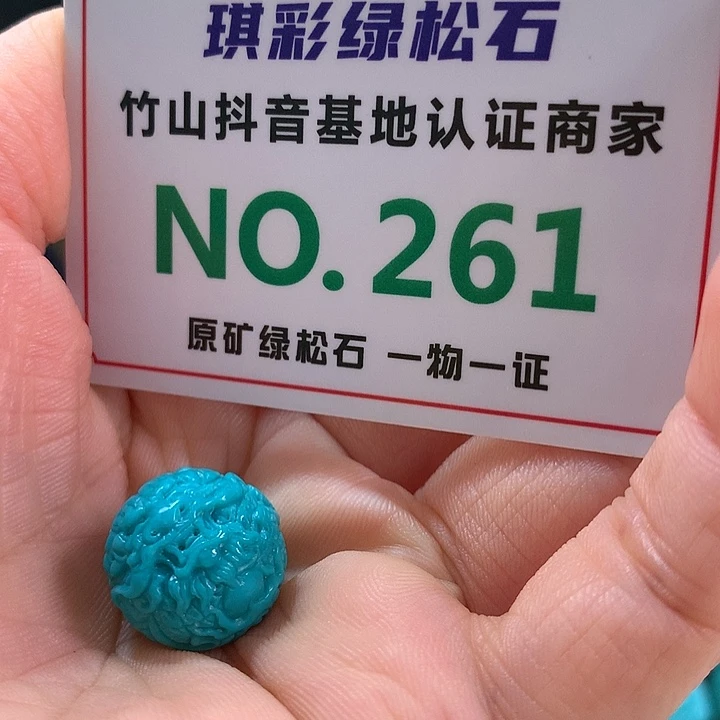 琪彩绿松石
竹山抖音基地认证商家
NO.261
原矿绿松石 一物一证